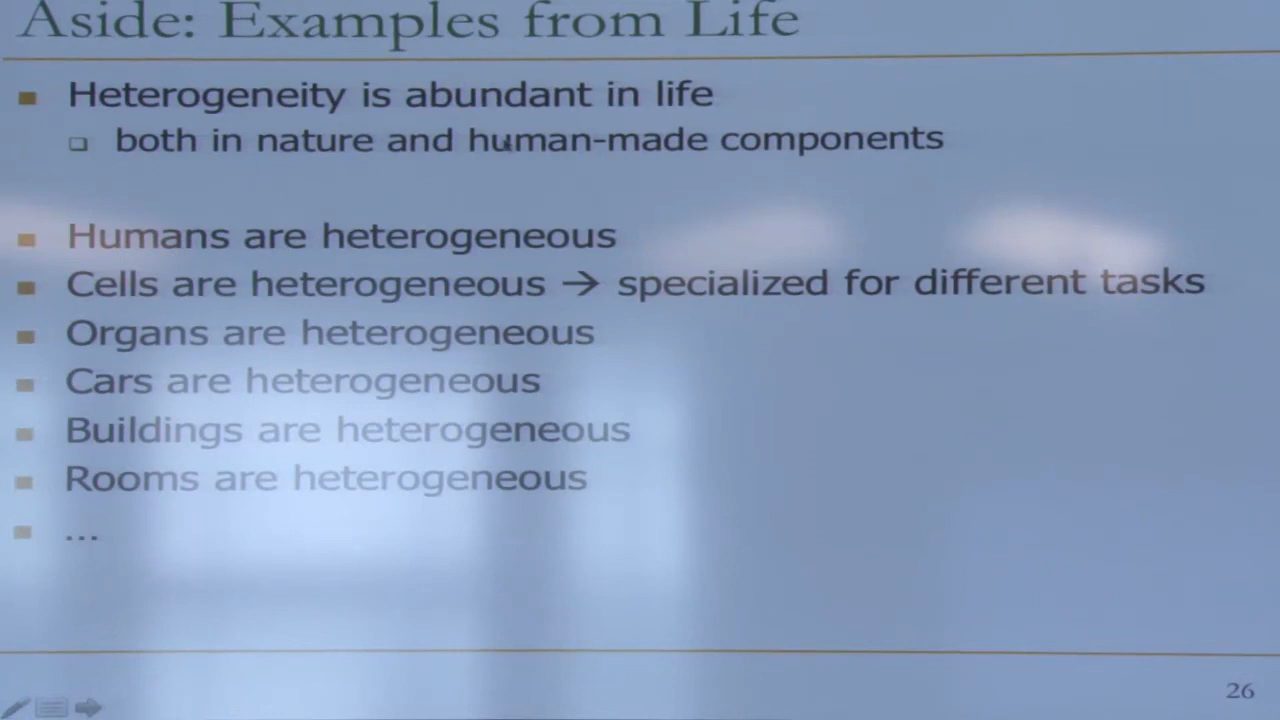 Aside: Examples from Life
Heterogeneity is abundant in life
both in nature and human-made components
Humans are heterogeneous
Cells are heterogeneous → specialized for different tasks
Organs are heterogeneous
Cars are heterogeneous
Buildings are heterogeneous
Rooms are heterogeneous
...
26